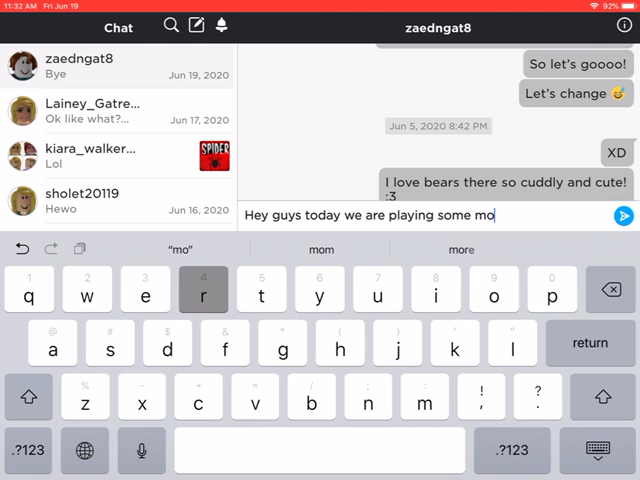 11:32 AM Fri Jun 19
92%
Chat
zaedngat8
zaedngat8
Bye
Jun 19, 2020
Lainey_Gatre...
Ok like what?...
Jun 17, 2020
kiara_walker...
Lol
SPIDER
sholet20119
Hewo
Jun 16, 2020
So let's goooo!
Let's change 😅
Jun 5, 2020 8:42 PM
XD
I love bears there so cuddly and cute!
:3
Hey guys today we are playing some mo
"mo" mom more
1 2 3 4 5 6 7 8 9 0
q w e r t y u i o p
@ # $ & * ( ) ' "
a s d f g h j k l return
% - + = / ; : ! ?
z x c v b n m , .
.?123 .?123